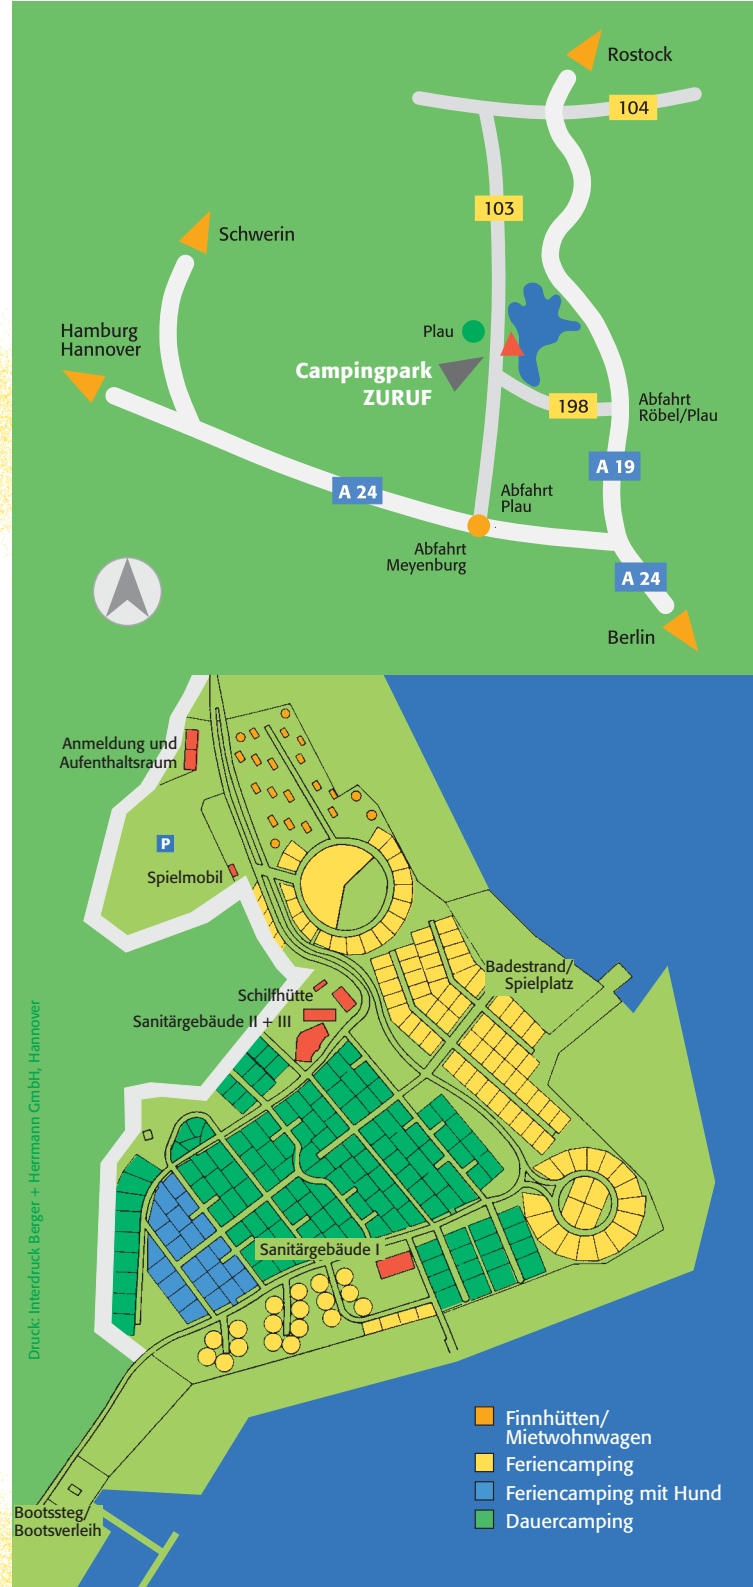 Rostock
104
103
Schwerin
Hamburg
Hannover
Plau
Campingpark
ZURUF
198
Abfahrt
Röbel/Plau
A 19
A 24
Abfahrt
Plau
Abfahrt
Meyenburg
A 24
Berlin
Anmeldung und
Aufenthaltsraum
P
Spielmobil
Badestrand/
Spielplatz
Schilfhütte
Sanitärgebäude II + III
Druck: Interdruck Berger + Herrmann GmbH, Hannover
Sanitärgebäude I
Finnhütten/
Mietwohnwagen
Feriencamping
Feriencamping mit Hund
Dauercamping
Bootssteg/
Bootsverleih